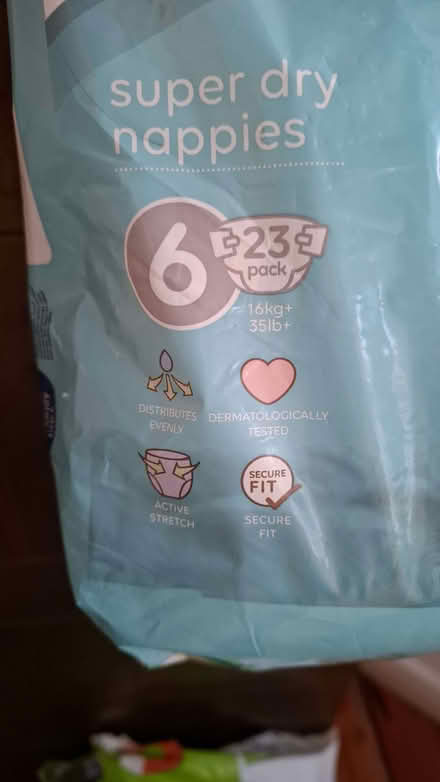 super dry
nappies
6
23
pack
16kg+
35lb+
DISTRIBUTES
EVENLY
DERMATOLOGICALLY
TESTED
ACTIVE
STRETCH
SECURE
FIT
SECURE
FIT